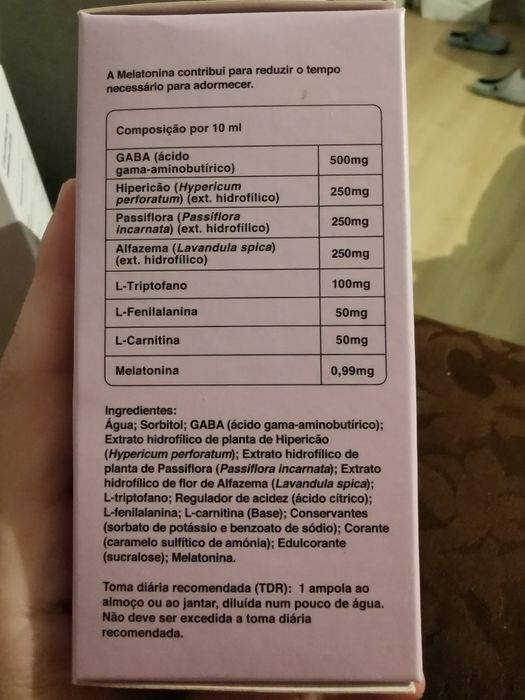 A Melatonina contribui para reduzir o tempo
necessário para adormecer.
Composição por 10 ml
GABA (ácido
gama-aminobutírico) 500mg
Hipericão (Hypericum
perforatum) (ext. hidrofílico) 250mg
Passiflora (Passiflora
incarnata) (ext. hidrofílico) 250mg
Alfazema (Lavandula spica)
(ext. hidrofílico) 250mg
L-Triptofano 100mg
L-Fenilalanina 50mg
L-Carnitina 50mg
Melatonina 0,99mg
Ingredientes:
Água; Sorbitol; GABA (ácido gama-aminobutírico);
Extrato hidrofílico de planta de Hipericão
(Hypericum perforatum); Extrato hidrofílico de
planta de Passiflora (Passiflora incarnata); Extrato
hidrofílico de flor de Alfazema (Lavandula spica);
L-triptofano; Regulador de acidez (ácido cítrico);
L-fenilalanina; L-carnitina (Base); Conservantes
(sorbato de potássio e benzoato de sódio); Corante
(caramelo sulfítico de amónia); Edulcorante
(sucralose); Melatonina.
Toma diária recomendada (TDR): 1 ampola ao
almoço ou ao jantar, diluída num pouco de água.
Não deve ser excedida a toma diária
recomendada.